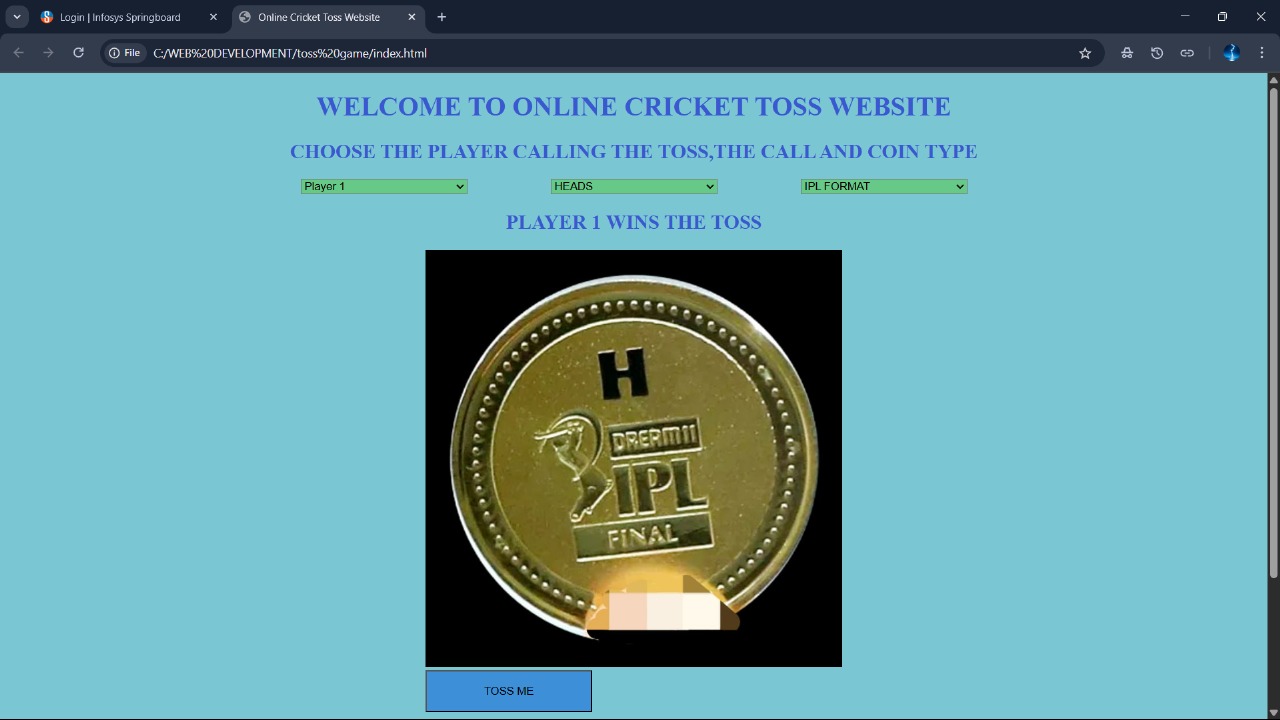 Login | Infosys Springboard
Online Cricket Toss Website
File C:/WEB%20DEVELOPMENT/toss%20game/index.html
WELCOME TO ONLINE CRICKET TOSS WEBSITE
CHOOSE THE PLAYER CALLING THE TOSS,THE CALL AND COIN TYPE
Player 1 HEADS IPL FORMAT
PLAYER 1 WINS THE TOSS
H
DREAM11
IPL
FINAL
TOSS ME